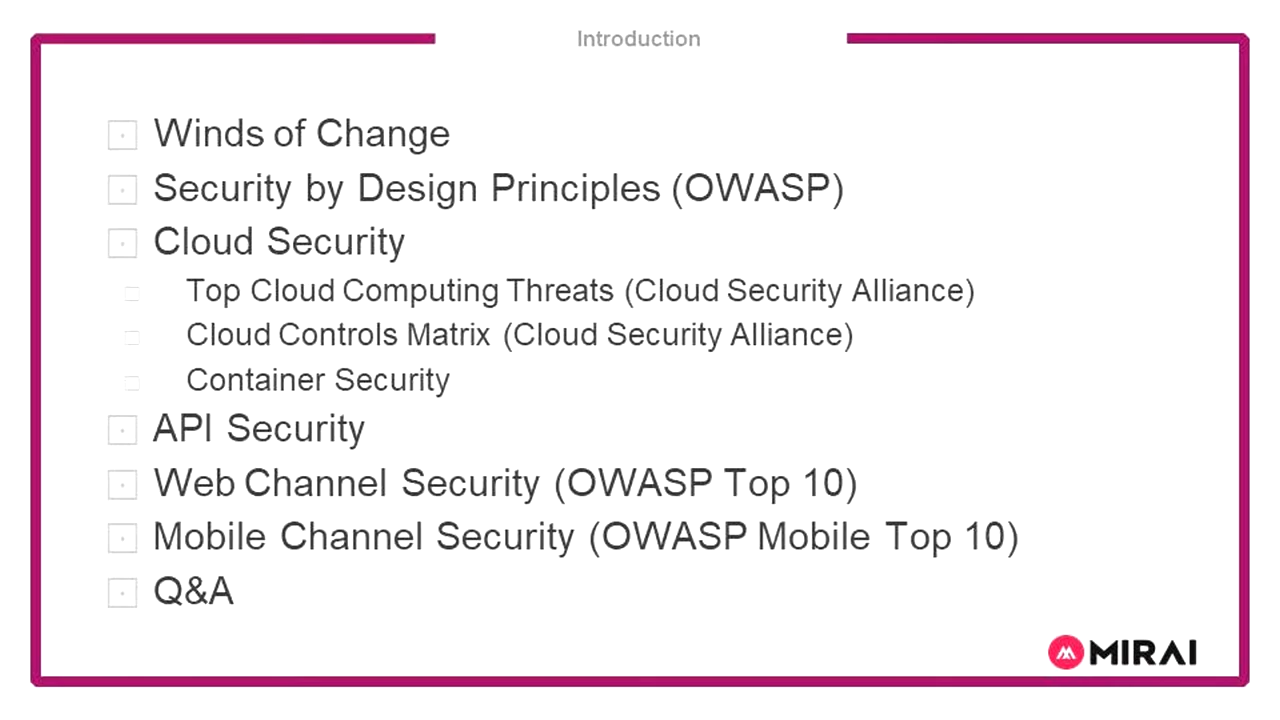 Introduction
Winds of Change
Security by Design Principles (OWASP)
Cloud Security
Top Cloud Computing Threats (Cloud Security Alliance)
Cloud Controls Matrix (Cloud Security Alliance)
Container Security
API Security
Web Channel Security (OWASP Top 10)
Mobile Channel Security (OWASP Mobile Top 10)
Q&A
MIRAI